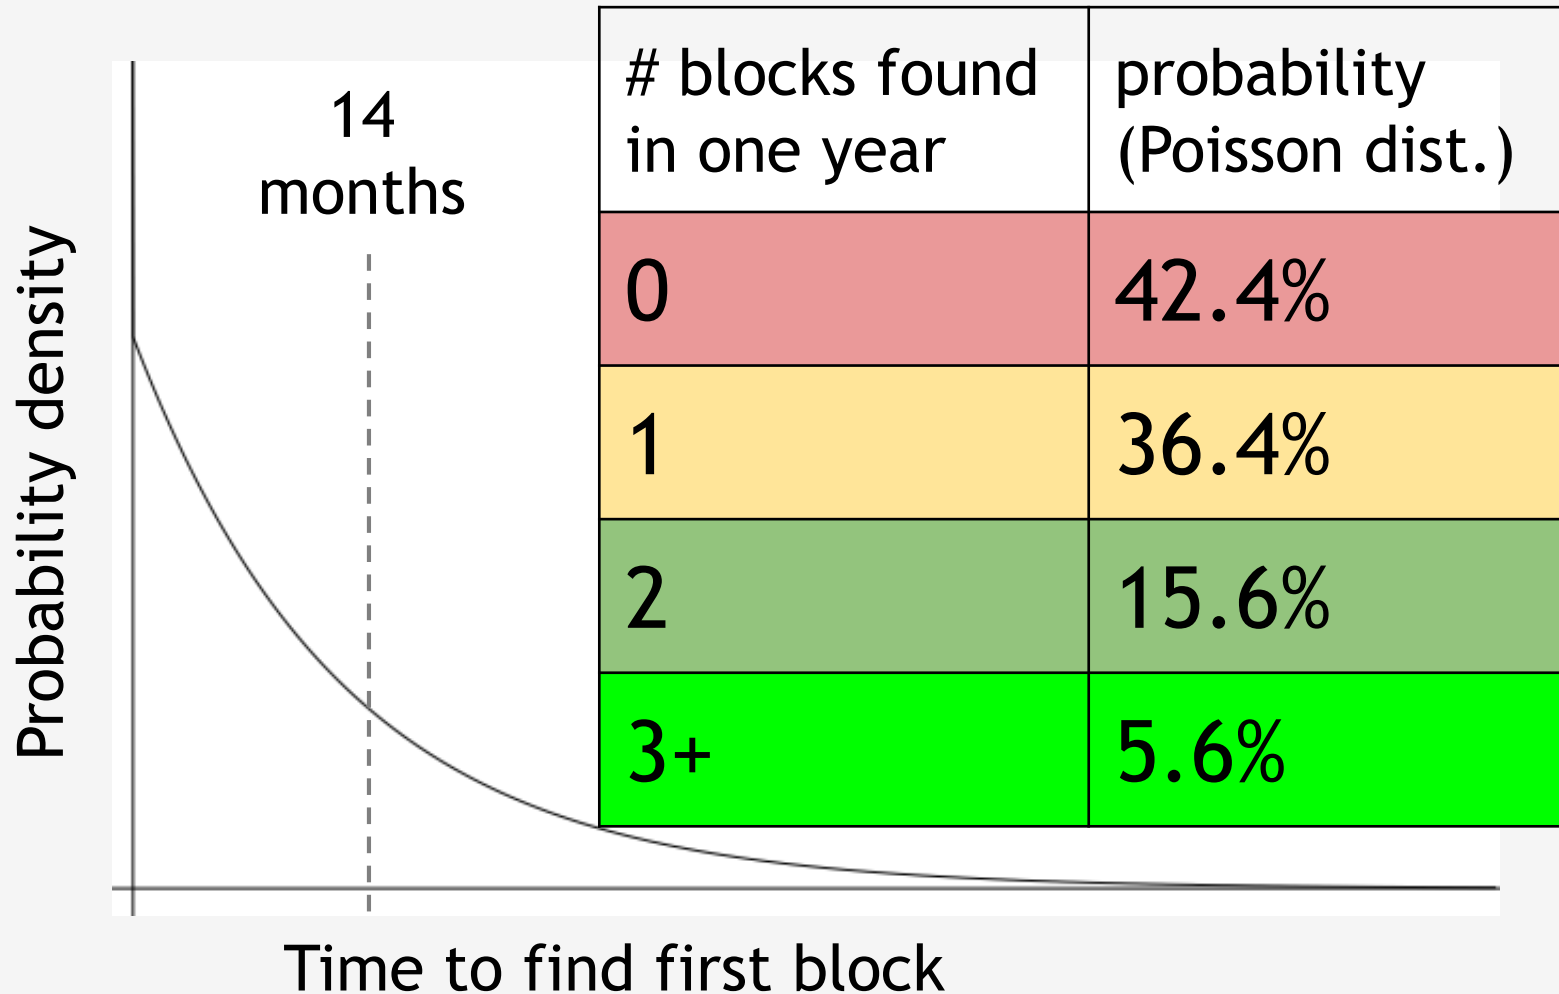 14
months
Probability density
Time to find first block
# blocks found
in one year
probability
(Poisson dist.)
0
42.4%
1
36.4%
2
15.6%
3+
5.6%